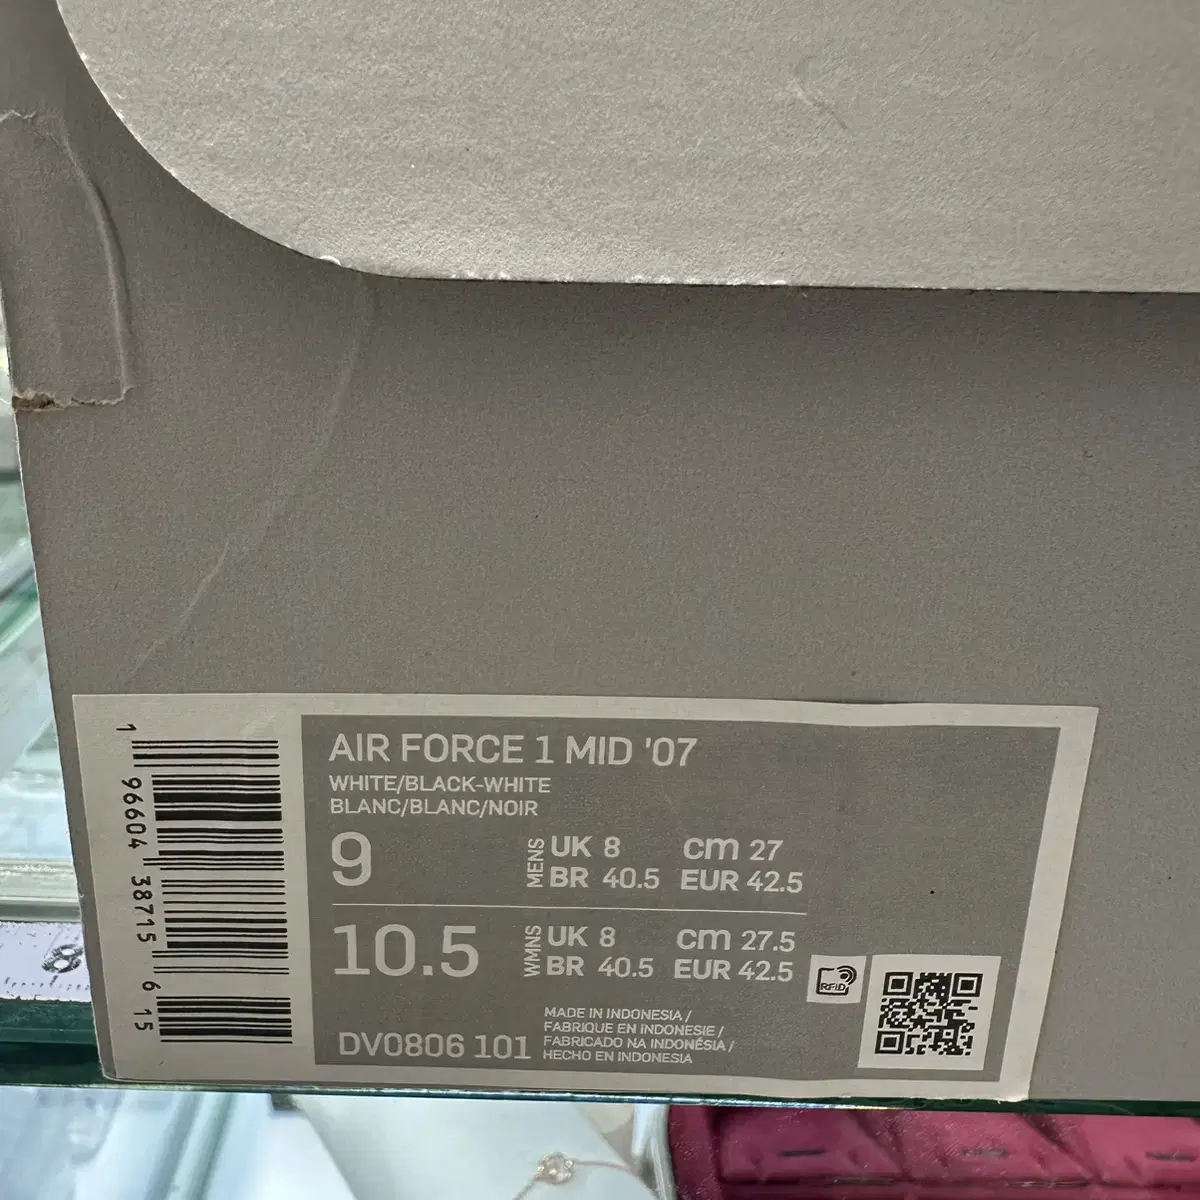 AIR FORCE 1 MID '07
WHITE/BLACK-WHITE
BLANC/BLANC/NOIR
9 MENS UK 8 cm 27
BR 40.5 EUR 42.5
10.5 WMNS UK 8 cm 27.5
BR 40.5 EUR 42.5
RFID
DV0806 101
MADE IN INDONESIA /
FABRIQUE EN INDONESIE /
FABRICADO NA INDONÉSIA /
HECHO EN INDONESIA
1 96604 38715 6 15
8